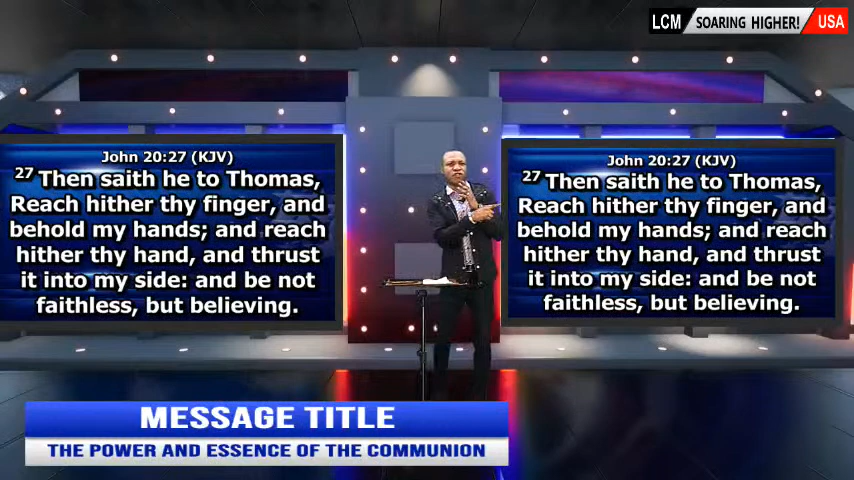 LCM SOARING HIGHER! USA
John 20:27 (KJV)
27 Then saith he to Thomas,
Reach hither thy finger, and
behold my hands; and reach
hither thy hand, and thrust
it into my side: and be not
faithless, but believing.
John 20:27 (KJV)
27 Then saith he to Thomas,
Reach hither thy finger, and
behold my hands; and reach
hither thy hand, and thrust
it into my side: and be not
faithless, but believing.
MESSAGE TITLE
THE POWER AND ESSENCE OF THE COMMUNION